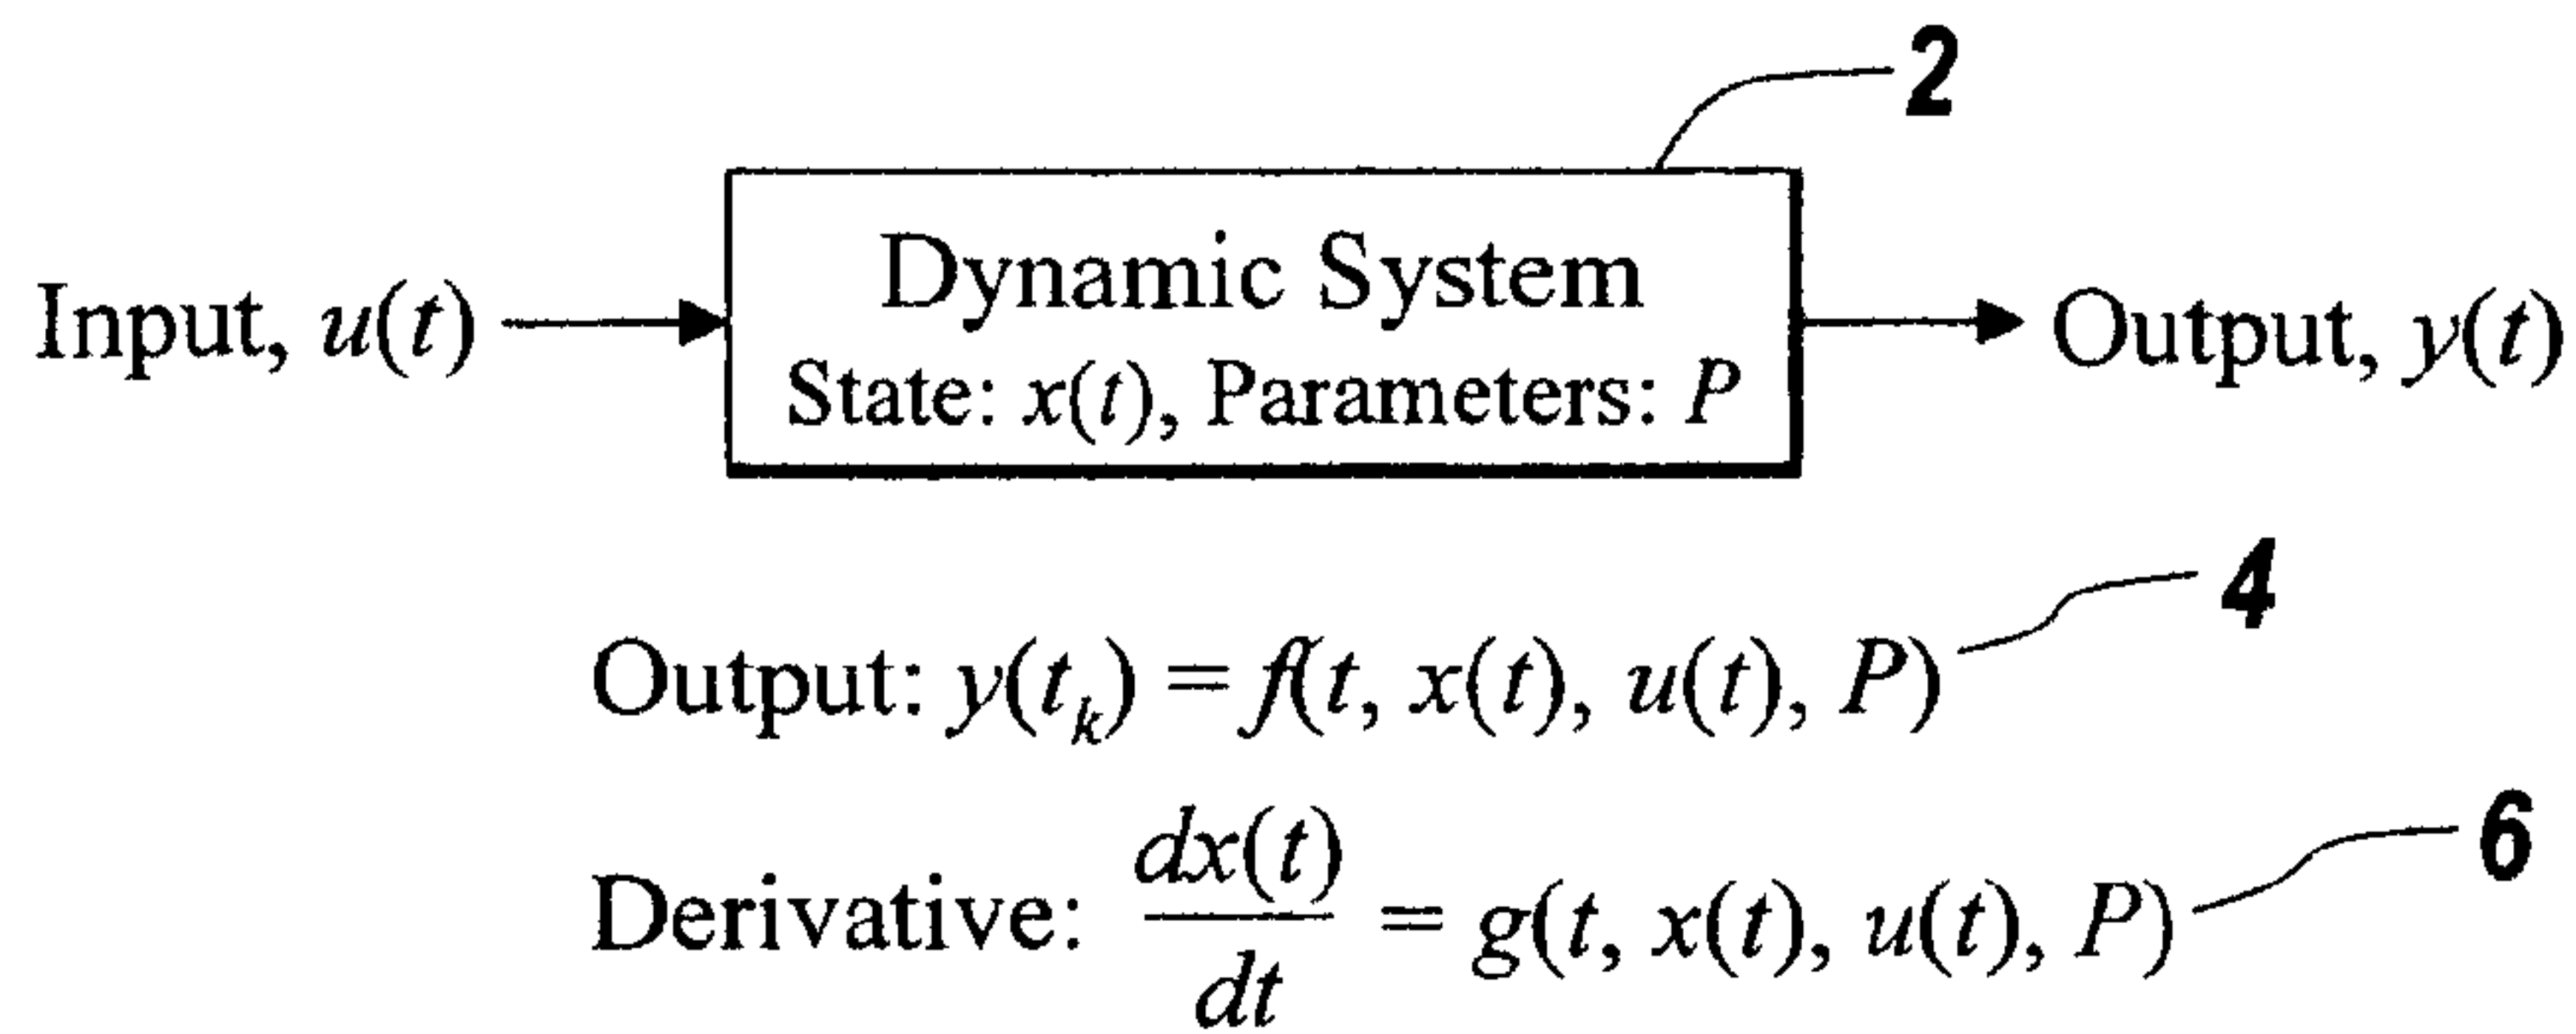 2
Dynamic System
Input, u(t)
State: x(t), Parameters: P
Output, y(t)
4
Output: y(t_k) = f(t, x(t), u(t), P)
6
Derivative: dx(t)/dt = g(t, x(t), u(t), P)